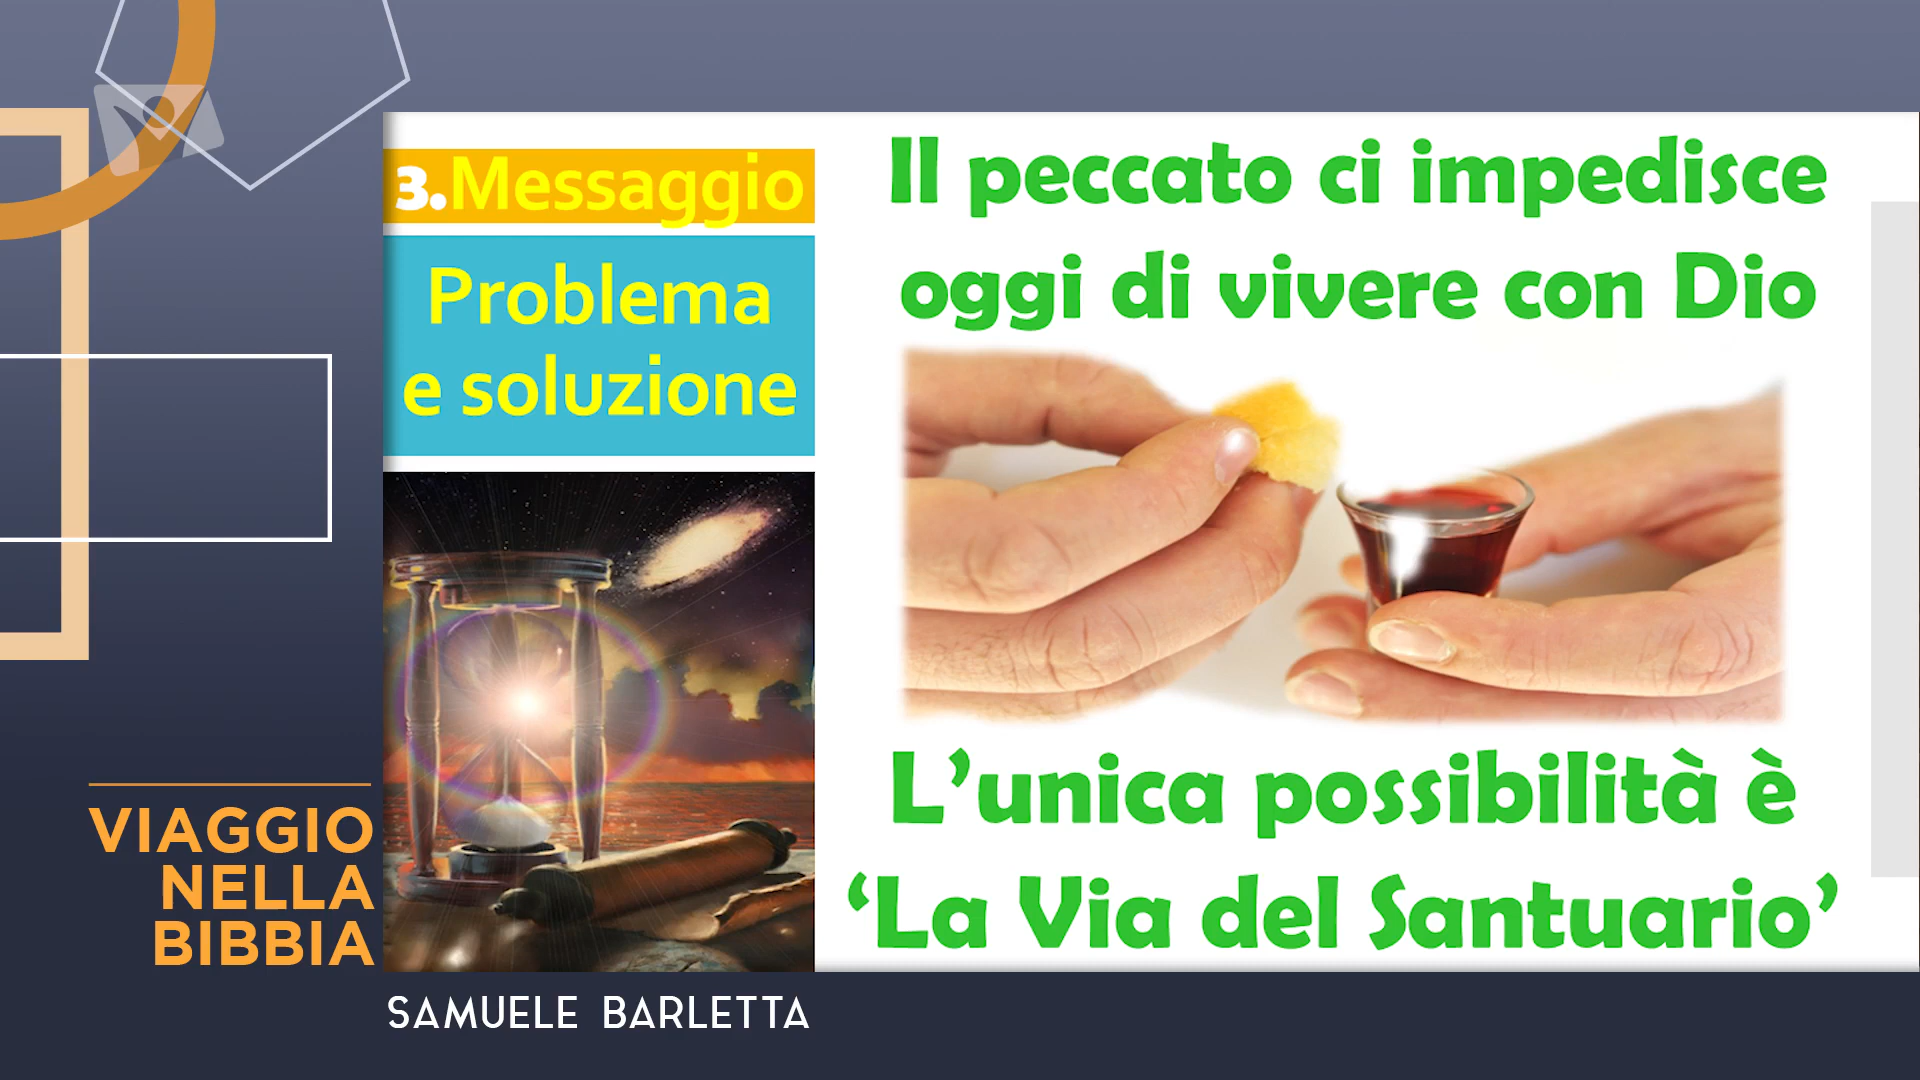 3.Messaggio
Problema
e soluzione
Il peccato ci impedisce
oggi di vivere con Dio
L’unica possibilità è
‘La Via del Santuario’
VIAGGIO
NELLA
BIBBIA
SAMUELE BARLETTA